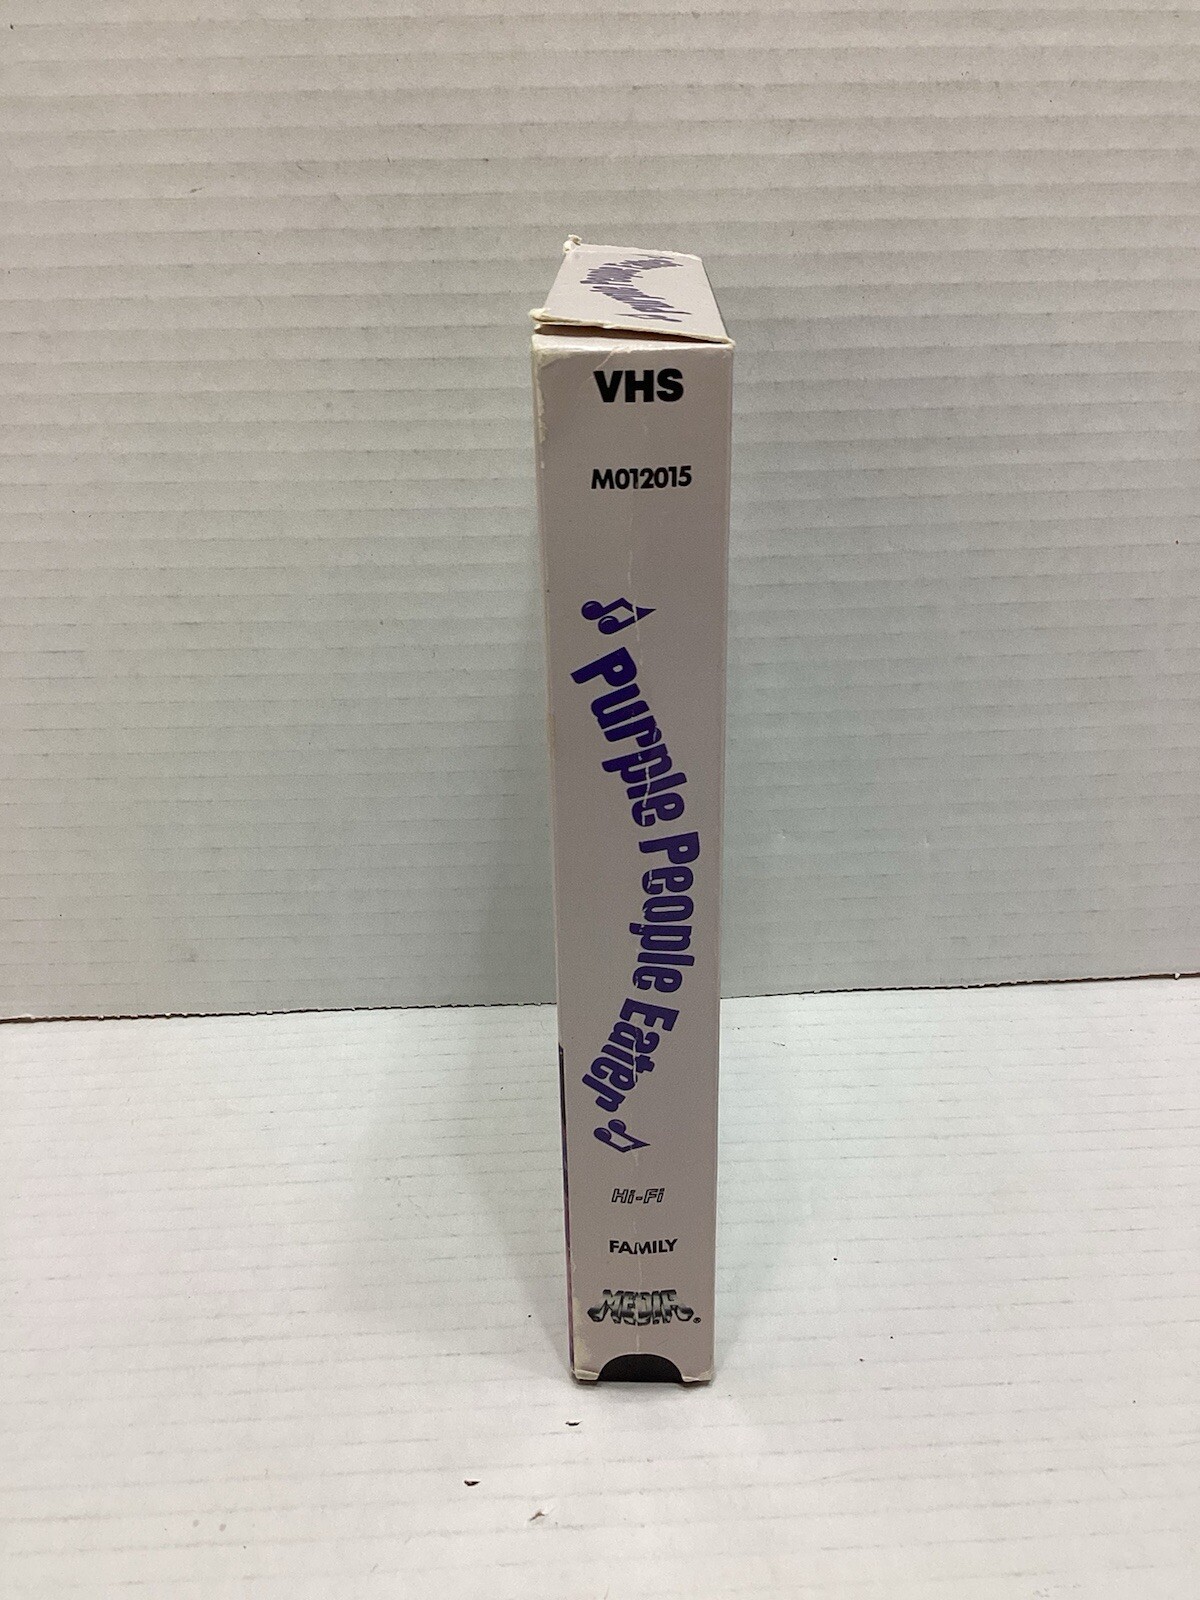 VHS
M012015
Purple People Eater
Hi-Fi
FAMILY
MEDIA®